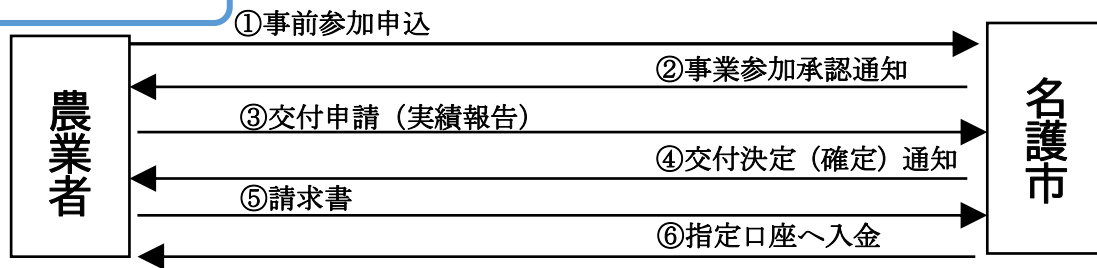 ①事前参加申込
②事業参加承認通知
農業者
③交付申請（実績報告）
名護市
④交付決定（確定）通知
⑤請求書
⑥指定口座へ入金